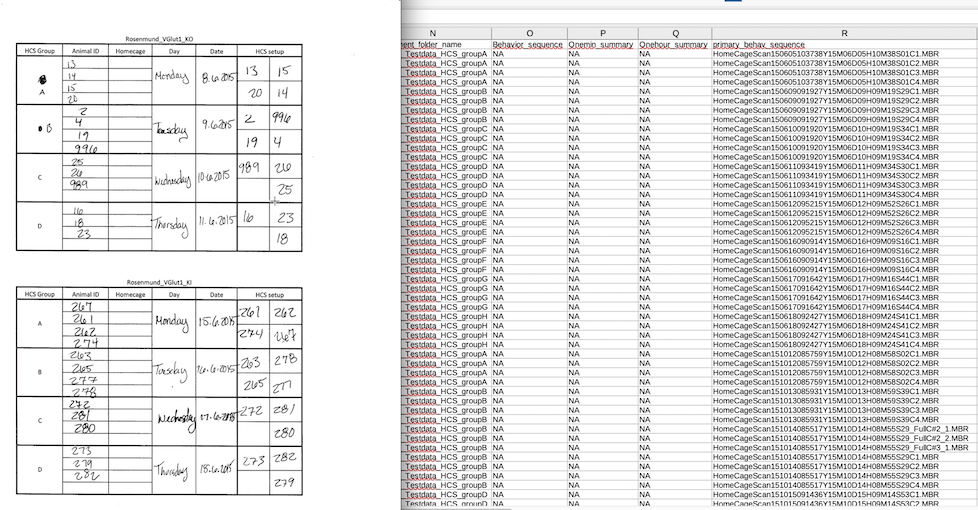 Rosenmund_VGlut1_KO
HCS Group Animal ID Homecage Day Date HCS setup
A 13 14 15 20 Monday 8.6.2015 13 15
20 14
B 2 4 19 996 Tuesday 9.6.2015 2 996
19 4
C 25 26 989 Wednesday 10.6.2015 989 26
25
D 16 18 23 Thursday 11.6.2015 16 23
18
Rosenmund_VGlut1_KI
HCS Group Animal ID Homecage Day Date HCS setup
A 267 261 262 274 Monday 15.6.2015 261 262
274 267
B 263 265 277 278 Tuesday 16.6.2015 263 278
265 277
C 272 281 280 Wednesday 17.6.2015 272 281
280
D 273 279 282 Thursday 18.6.2015 273 282
279
N O P Q R
ent_folder_name Behavior_sequence Onemin_summary Onehour_summary primary_behav_sequence
Testdata_HCS_groupA NA NA NA HomeCageScan150605103738Y15M06D05H10M38S01C1.MBR
Testdata_HCS_groupA NA NA NA HomeCageScan150605103738Y15M06D05H10M38S01C2.MBR
Testdata_HCS_groupA NA NA NA HomeCageScan150605103738Y15M06D05H10M38S01C3.MBR
Testdata_HCS_groupA NA NA NA HomeCageScan150605103738Y15M06D05H10M38S01C4.MBR
Testdata_HCS_groupB NA NA NA HomeCageScan150609091927Y15M06D09H09M19S29C1.MBR
Testdata_HCS_groupB NA NA NA HomeCageScan150609091927Y15M06D09H09M19S29C2.MBR
Testdata_HCS_groupB NA NA NA HomeCageScan150609091927Y15M06D09H09M19S29C3.MBR
Testdata_HCS_groupB NA NA NA HomeCageScan150609091927Y15M06D09H09M19S29C4.MBR
Testdata_HCS_groupC NA NA NA HomeCageScan150610091920Y15M06D10H09M19S34C1.MBR
Testdata_HCS_groupC NA NA NA HomeCageScan150610091920Y15M06D10H09M19S34C2.MBR
Testdata_HCS_groupC NA NA NA HomeCageScan150610091920Y15M06D10H09M19S34C3.MBR
Testdata_HCS_groupC NA NA NA HomeCageScan150610091920Y15M06D10H09M19S34C4.MBR
Testdata_HCS_groupD NA NA NA HomeCageScan150611093419Y15M06D11H09M34S30C1.MBR
Testdata_HCS_groupD NA NA NA HomeCageScan150611093419Y15M06D11H09M34S30C2.MBR
Testdata_HCS_groupD NA NA NA HomeCageScan150611093419Y15M06D11H09M34S30C3.MBR
Testdata_HCS_groupD NA NA NA HomeCageScan150611093419Y15M06D11H09M34S30C4.MBR
Testdata_HCS_groupE NA NA NA HomeCageScan150612095215Y15M06D12H09M52S26C1.MBR
Testdata_HCS_groupE NA NA NA HomeCageScan150612095215Y15M06D12H09M52S26C2.MBR
Testdata_HCS_groupE NA NA NA HomeCageScan150612095215Y15M06D12H09M52S26C3.MBR
Testdata_HCS_groupE NA NA NA HomeCageScan150612095215Y15M06D12H09M52S26C4.MBR
Testdata_HCS_groupF NA NA NA HomeCageScan150616090914Y15M06D16H09M09S16C1.MBR
Testdata_HCS_groupF NA NA NA HomeCageScan150616090914Y15M06D16H09M09S16C2.MBR
Testdata_HCS_groupF NA NA NA HomeCageScan150616090914Y15M06D16H09M09S16C3.MBR
Testdata_HCS_groupF NA NA NA HomeCageScan150616090914Y15M06D16H09M09S16C4.MBR
Testdata_HCS_groupG NA NA NA HomeCageScan150617091642Y15M06D17H09M16S44C1.MBR
Testdata_HCS_groupG NA NA NA HomeCageScan150617091642Y15M06D17H09M16S44C2.MBR
Testdata_HCS_groupG NA NA NA HomeCageScan150617091642Y15M06D17H09M16S44C3.MBR
Testdata_HCS_groupG NA NA NA HomeCageScan150617091642Y15M06D17H09M16S44C4.MBR
Testdata_HCS_groupH NA NA NA HomeCageScan150618092427Y15M06D18H09M24S41C1.MBR
Testdata_HCS_groupH NA NA NA HomeCageScan150618092427Y15M06D18H09M24S41C2.MBR
Testdata_HCS_groupH NA NA NA HomeCageScan150618092427Y15M06D18H09M24S41C3.MBR
Testdata_HCS_groupH NA NA NA HomeCageScan150618092427Y15M06D18H09M24S41C4.MBR
Testdata_HCS_groupA NA NA NA HomeCageScan151012085759Y15M10D12H08M58S02C1.MBR
Testdata_HCS_groupA NA NA NA HomeCageScan151012085759Y15M10D12H08M58S02C2.MBR
Testdata_HCS_groupA NA NA NA HomeCageScan151012085759Y15M10D12H08M58S02C3.MBR
Testdata_HCS_groupA NA NA NA HomeCageScan151012085759Y15M10D12H08M58S02C4.MBR
Testdata_HCS_groupB NA NA NA HomeCageScan151013085931Y15M10D13H08M59S39C1.MBR
Testdata_HCS_groupB NA NA NA HomeCageScan151013085931Y15M10D13H08M59S39C2.MBR
Testdata_HCS_groupB NA NA NA HomeCageScan151013085931Y15M10D13H08M59S39C3.MBR
Testdata_HCS_groupB NA NA NA HomeCageScan151013085931Y15M10D13H08M59S39C4.MBR
Testdata_HCS_groupB NA NA NA HomeCageScan151014085517Y15M10D14H08M55S29_FullC#2_1.MBR
Testdata_HCS_groupB NA NA NA HomeCageScan151014085517Y15M10D14H08M55S29_FullC#2_2.MBR
Testdata_HCS_groupB NA NA NA HomeCageScan151014085517Y15M10D14H08M55S29_FullC#3_1.MBR
Testdata_HCS_groupB NA NA NA HomeCageScan151014085517Y15M10D14H08M55S29C1.MBR
Testdata_HCS_groupB NA NA NA HomeCageScan151014085517Y15M10D14H08M55S29C2.MBR
Testdata_HCS_groupB NA NA NA HomeCageScan151014085517Y15M10D14H08M55S29C3.MBR
Testdata_HCS_groupB NA NA NA HomeCageScan151014085517Y15M10D14H08M55S29C4.MBR
Testdata_HCS_groupD NA NA NA HomeCageScan151015091436Y15M10D15H09M14S53C1.MBR
Testdata_HCS_groupD NA NA NA HomeCageScan151015091436Y15M10D15H09M14S53C2.MBR